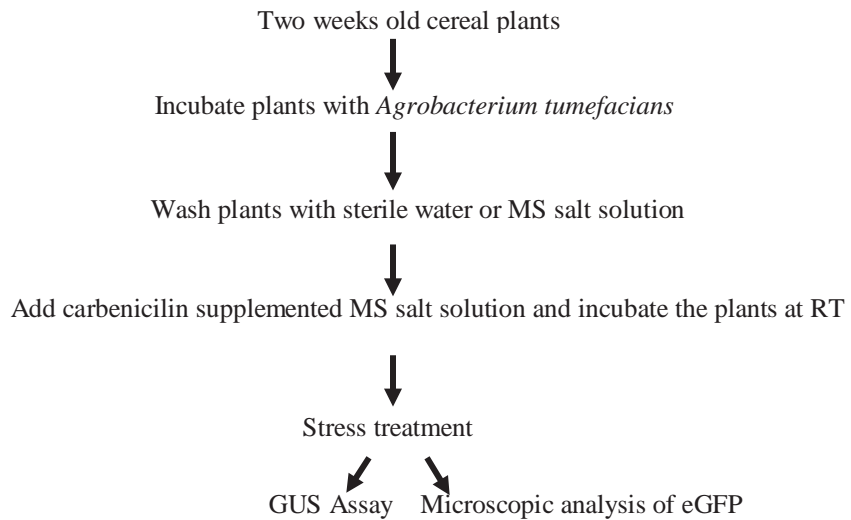 Two weeks old cereal plants
Incubate plants with Agrobacterium tumefacians
Wash plants with sterile water or MS salt solution
Add carbenicilin supplemented MS salt solution and incubate the plants at RT
Stress treatment
GUS Assay Microscopic analysis of eGFP